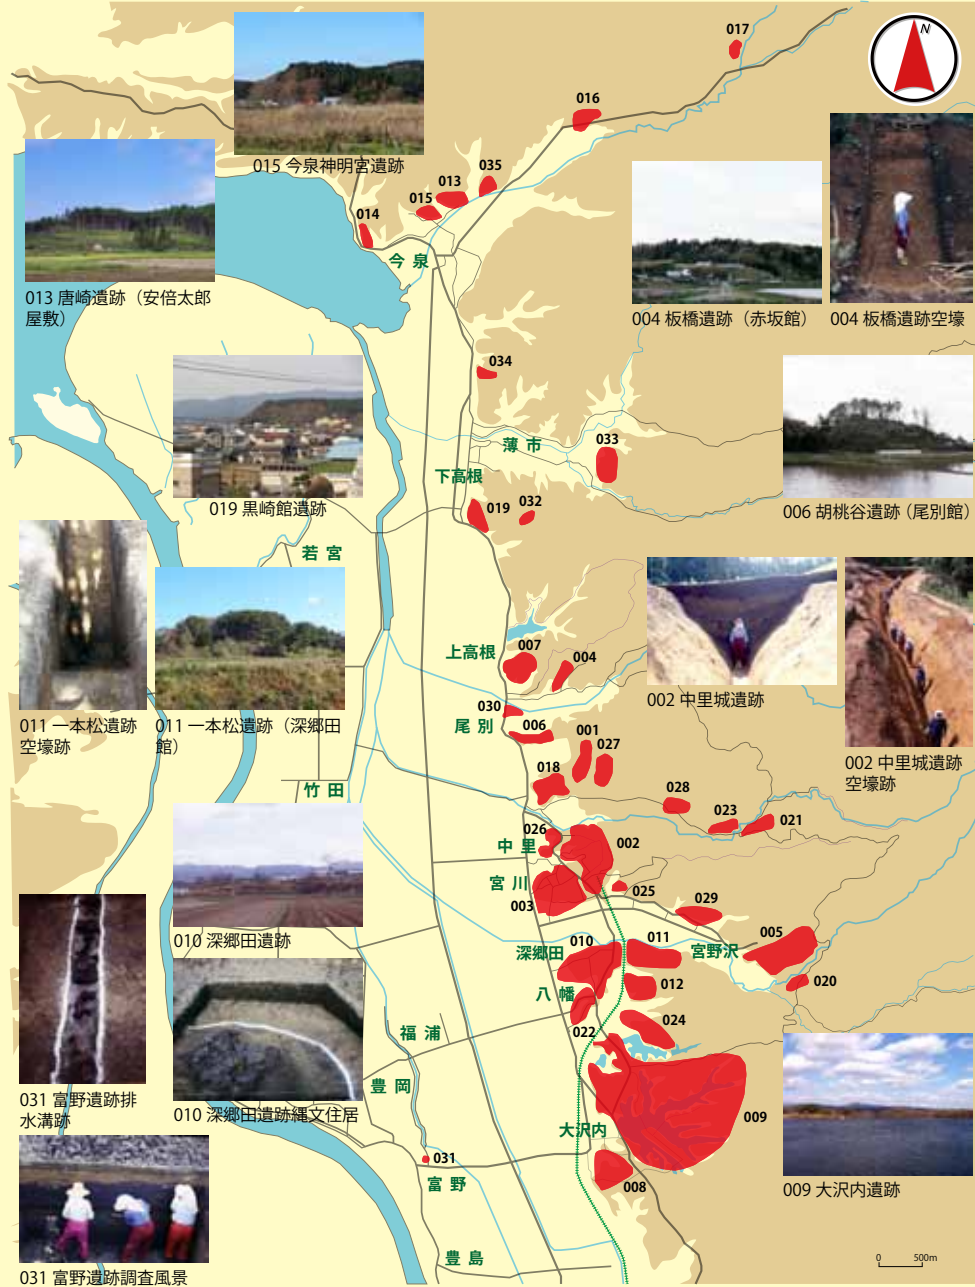 N
017
016
015 今泉神明宮遺跡
035
013
015
014
今泉
013 唐崎遺跡（安倍太郎
屋敷）
004 板橋遺跡（赤坂館）
004 板橋遺跡空壕
034
薄市
033
下高根
019 黒崎館遺跡
019
032
006 胡桃谷遺跡（尾別館）
若宮
上高根
007
004
002 中里城遺跡
011 一本松遺跡
空壕跡
011 一本松遺跡（深郷田
館）
030
尾別
006
001
027
002 中里城遺跡
空壕跡
018
竹田
028
023
021
026
中里
002
宮川
003
025
029
010 深郷田遺跡
深郷田
010
011
宮野沢
005
020
八幡
012
022
024
福浦
031 富野遺跡排
水溝跡
010 深郷田遺跡縄文住居
豊岡
大沢内
009
031
富野
008
009 大沢内遺跡
豊島
031 富野遺跡調査風景
0 500m